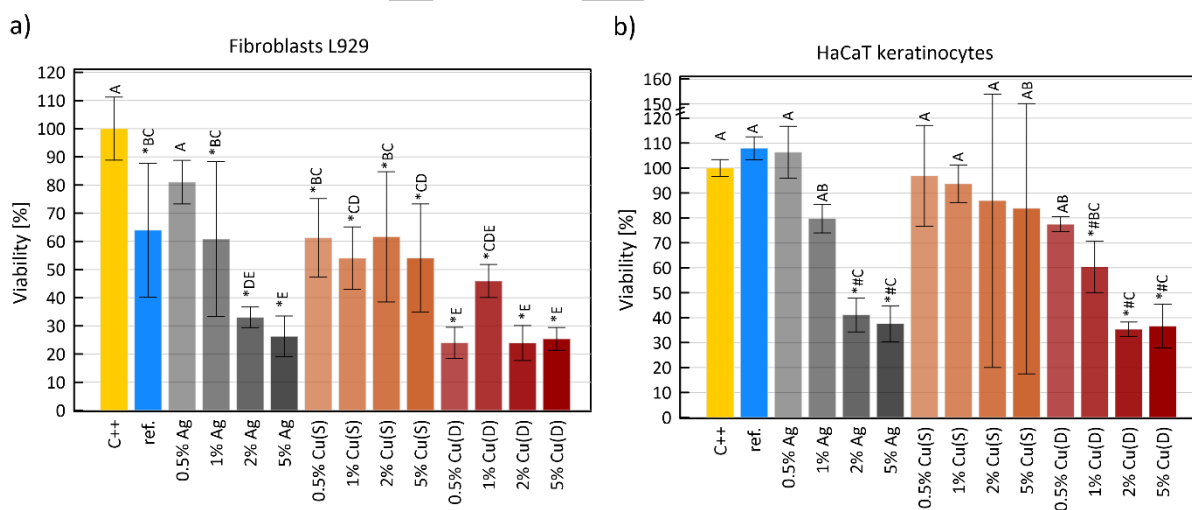 a)
Fibroblasts L929
Viability [%]
120
110
100
90
80
70
60
50
40
30
20
10
0
A
*BC
A
*BC
*DE
*E
*BC
*CD
*BC
*CD
*E
*CDE
*E
*E
C++
ref.
0.5% Ag
1% Ag
2% Ag
5% Ag
0.5% Cu(S)
1% Cu(S)
2% Cu(S)
5% Cu(S)
0.5% Cu(D)
1% Cu(D)
2% Cu(D)
5% Cu(D)
b)
HaCaT keratinocytes
Viability [%]
160
150
120
110
100
90
80
70
60
50
40
30
20
10
0
A
A
A
AB
*#C
*#C
A
A
A
AB
AB
*#BC
*#C
*#C
C++
ref.
0.5% Ag
1% Ag
2% Ag
5% Ag
0.5% Cu(S)
1% Cu(S)
2% Cu(S)
5% Cu(S)
0.5% Cu(D)
1% Cu(D)
2% Cu(D)
5% Cu(D)